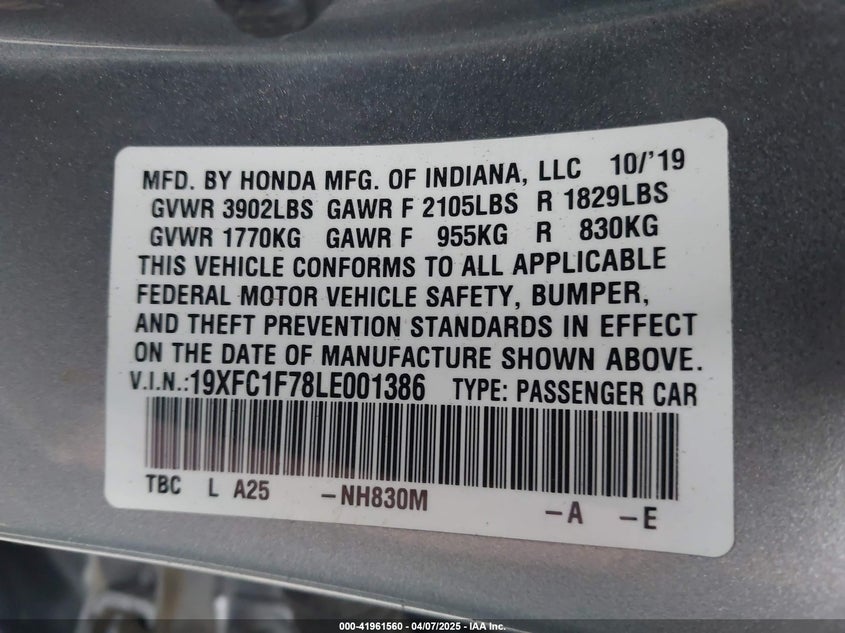 MFD. BY HONDA MFG. OF INDIANA, LLC 10/'19
GVWR 3902LBS GAWR F 2105LBS R 1829LBS
GVWR 1770KG GAWR F 955KG R 830KG
THIS VEHICLE CONFORMS TO ALL APPLICABLE
FEDERAL MOTOR VEHICLE SAFETY, BUMPER,
AND THEFT PREVENTION STANDARDS IN EFFECT
ON THE DATE OF MANUFACTURE SHOWN ABOVE.
V.I.N.:19XFC1F78LE001386 TYPE: PASSENGER CAR
TBC L A25 -NH830M -A -E
000-41961560 04/07/2025 - IAA Inc.